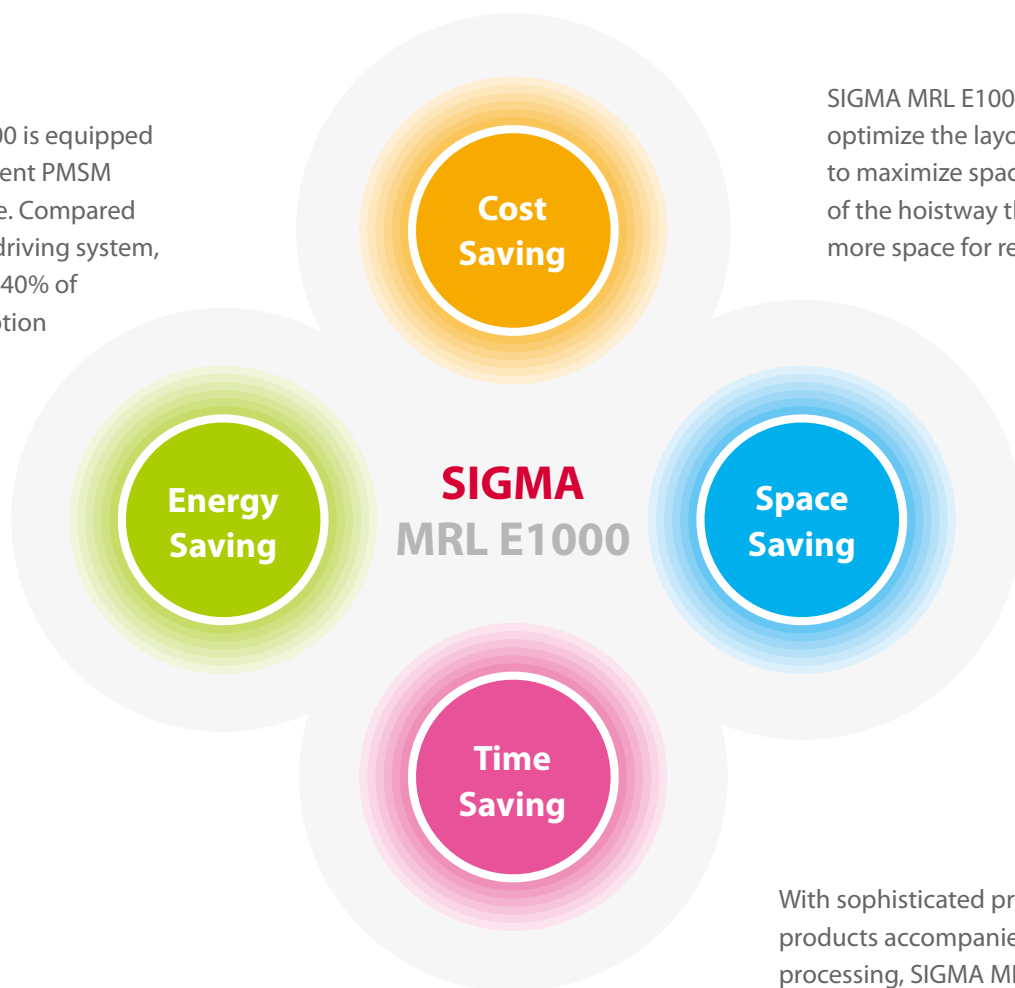 00 is equipped
ent PMSM
e. Compared
driving system,
40% of
tion
SIGMA MRL E100
optimize the layo
to maximize spac
of the hoistway th
more space for re
Cost
Saving
Energy
Saving
SIGMA
MRL E1000
Space
Saving
Time
Saving
With sophisticated pr
products accompanie
processing, SIGMA M